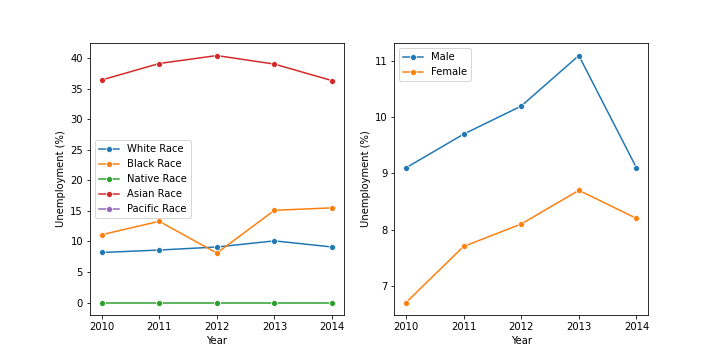 Unemployment (%)
40
35
30
25
20
15
10
5
0
White Race
Black Race
Native Race
Asian Race
Pacific Race
2010 2011 2012 2013 2014
Year
Unemployment (%)
11
10
9
8
7
Male
Female
2010 2011 2012 2013 2014
Year